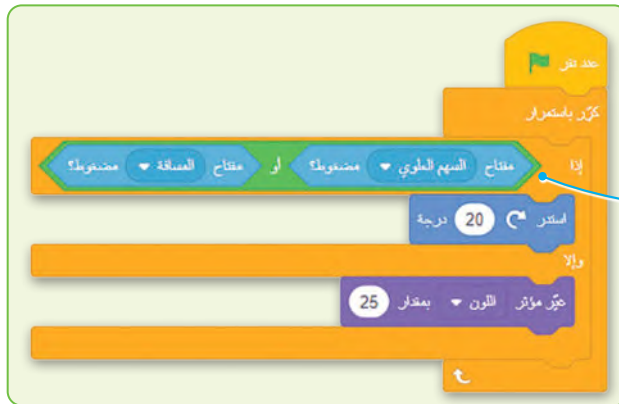 عند نقر
كرّر باستمرار
إذا مفتاح السهم العلوي مضغوط؟ أو مفتاح المسافة مضغوط؟
استدر 20 درجة
وإلا
غيّر مؤثر اللون بمقدار 25